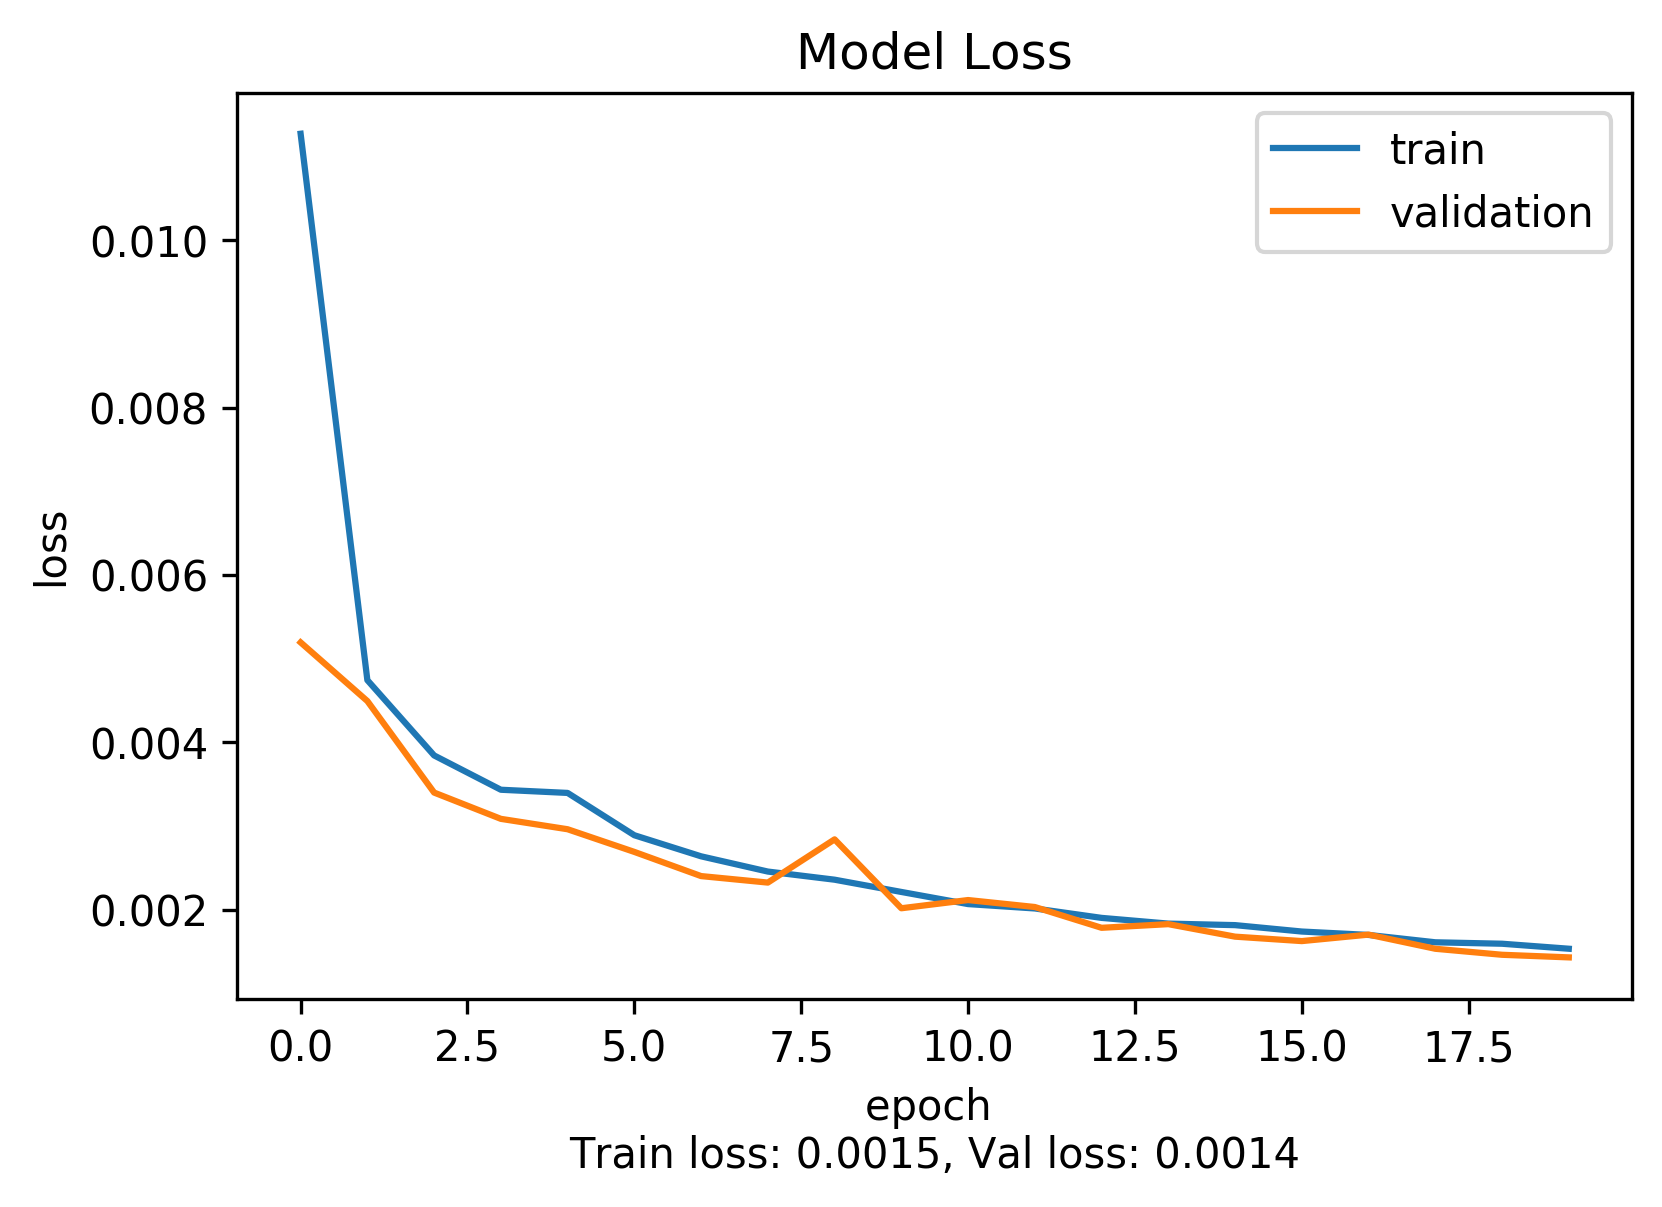 Model Loss
train
validation
0.010
0.008
0.006
0.004
0.002
loss
0.0 2.5 5.0 7.5 10.0 12.5 15.0 17.5
epoch
Train loss: 0.0015, Val loss: 0.0014